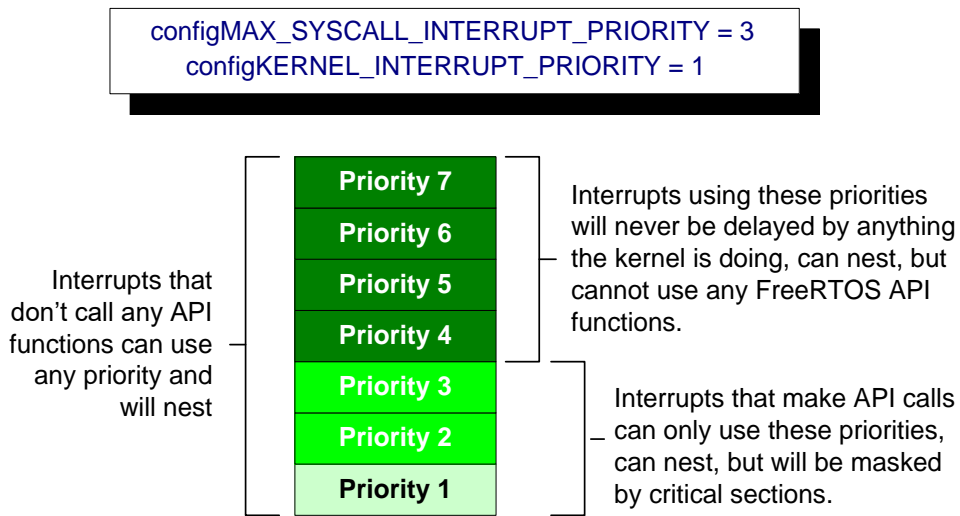 configMAX_SYSCALL_INTERRUPT_PRIORITY = 3
configKERNEL_INTERRUPT_PRIORITY = 1
Interrupts that
don't call any API
functions can use
any priority and
will nest
Priority 7
Priority 6
Priority 5
Priority 4
Priority 3
Priority 2
Priority 1
Interrupts using these priorities
will never be delayed by anything
the kernel is doing, can nest, but
cannot use any FreeRTOS API
functions.
Interrupts that make API calls
can only use these priorities,
can nest, but will be masked
by critical sections.